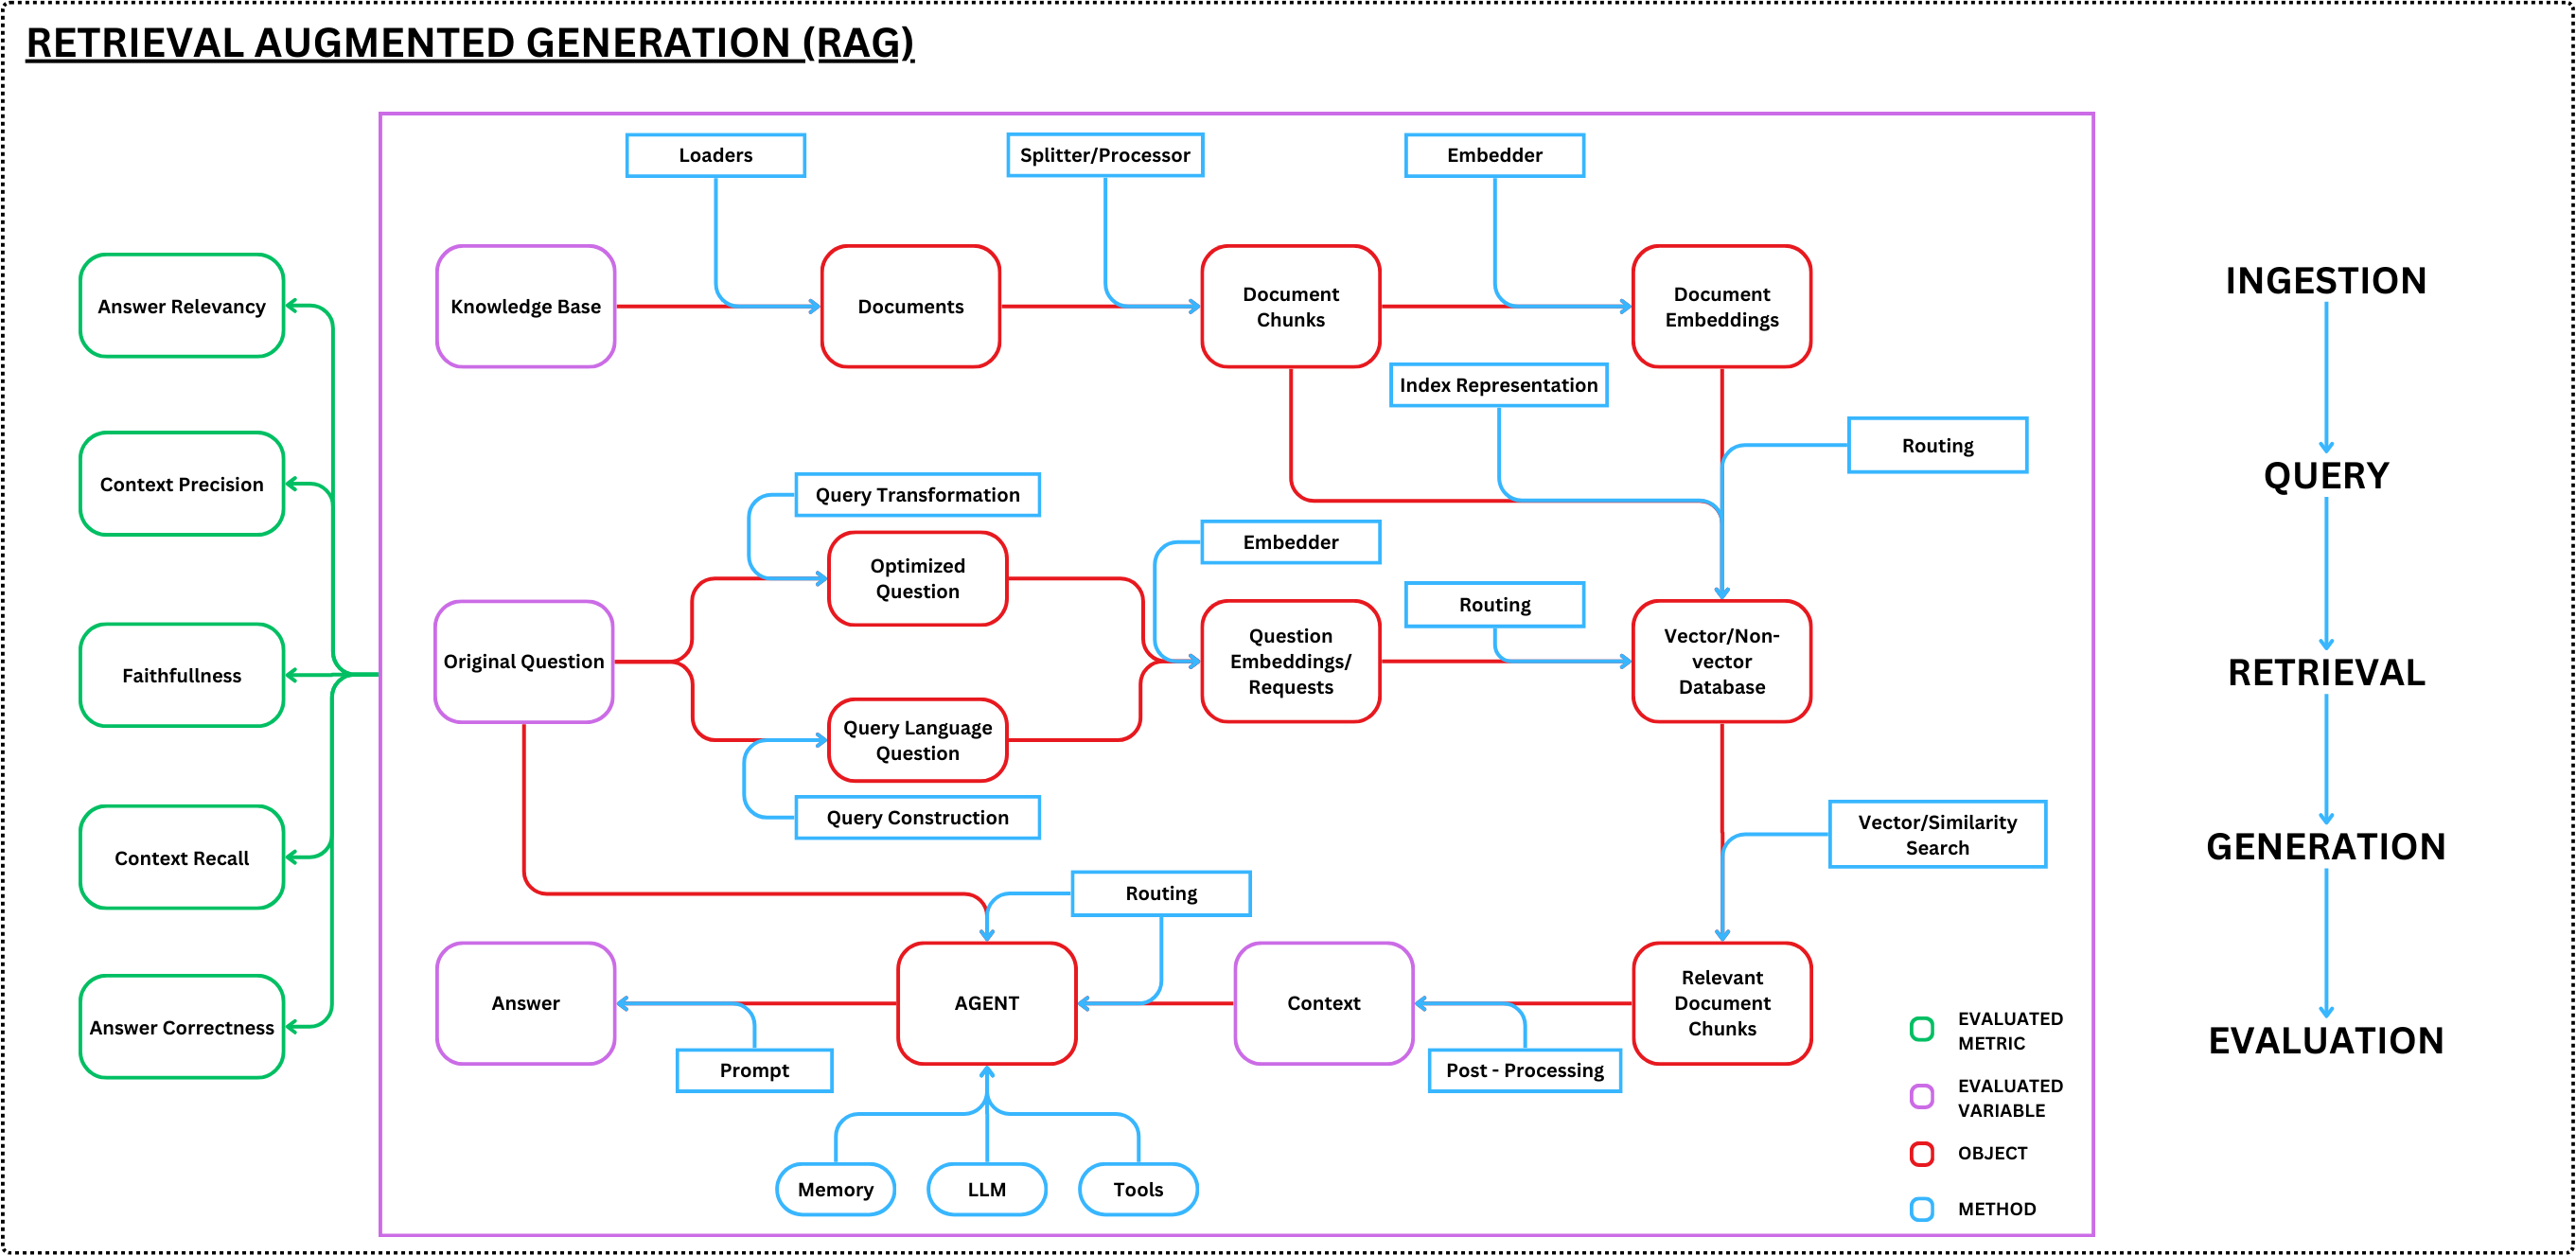 RETRIEVAL AUGMENTED GENERATION (RAG)
Loaders
Splitter/Processor
Embedder
Knowledge Base
Documents
Document
Chunks
Document
Embeddings
Index Representation
Routing
Query Transformation
Optimized
Question
Embedder
Routing
Original Question
Question
Embeddings/
Requests
Vector/Non-
vector
Database
Query Language
Question
Query Construction
Vector/Similarity
Search
Routing
Answer
AGENT
Context
Relevant
Document
Chunks
Prompt
Post - Processing
Memory
LLM
Tools
Answer Relevancy
Context Precision
Faithfullness
Context Recall
Answer Correctness
EVALUATED
METRIC
EVALUATED
VARIABLE
OBJECT
METHOD
INGESTION
QUERY
RETRIEVAL
GENERATION
EVALUATION